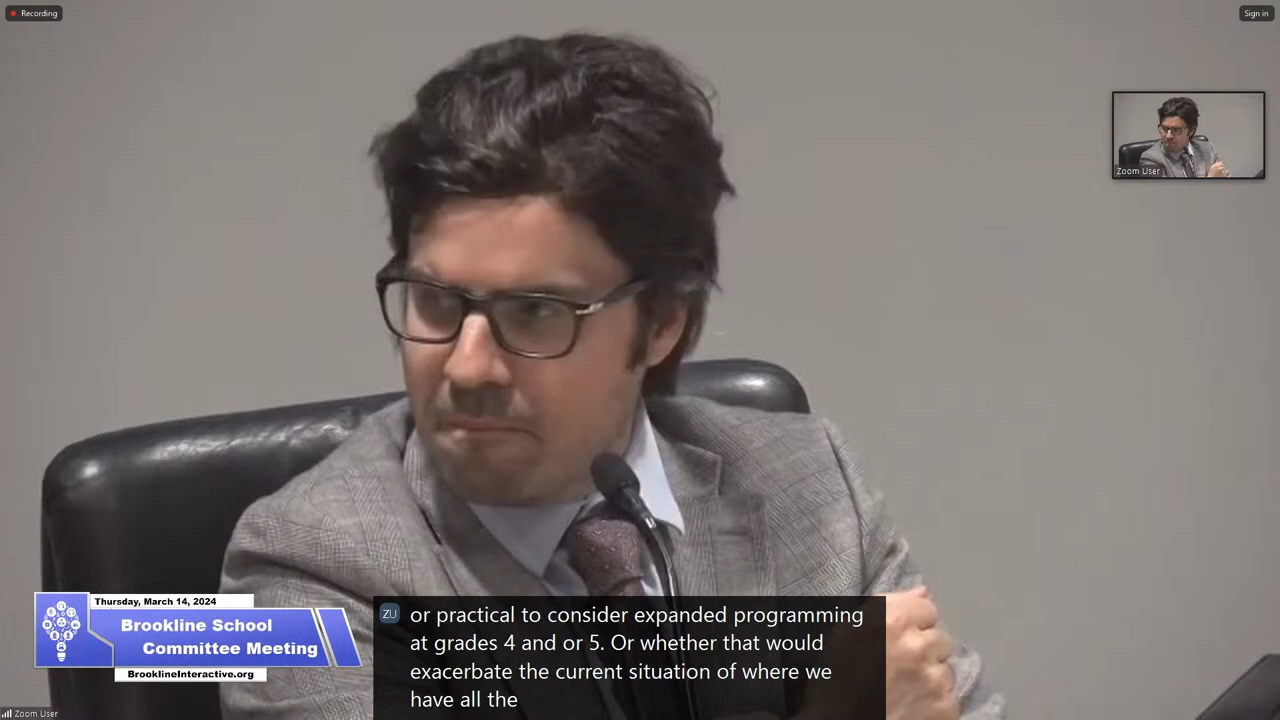 Recording
Sign in
Zoom User
Thursday, March 14, 2024
Brookline School
Committee Meeting
BrooklineInteractive.org
ZU
or practical to consider expanded programming
at grades 4 and or 5. Or whether that would
exacerbate the current situation of where we
have all the
Zoom User